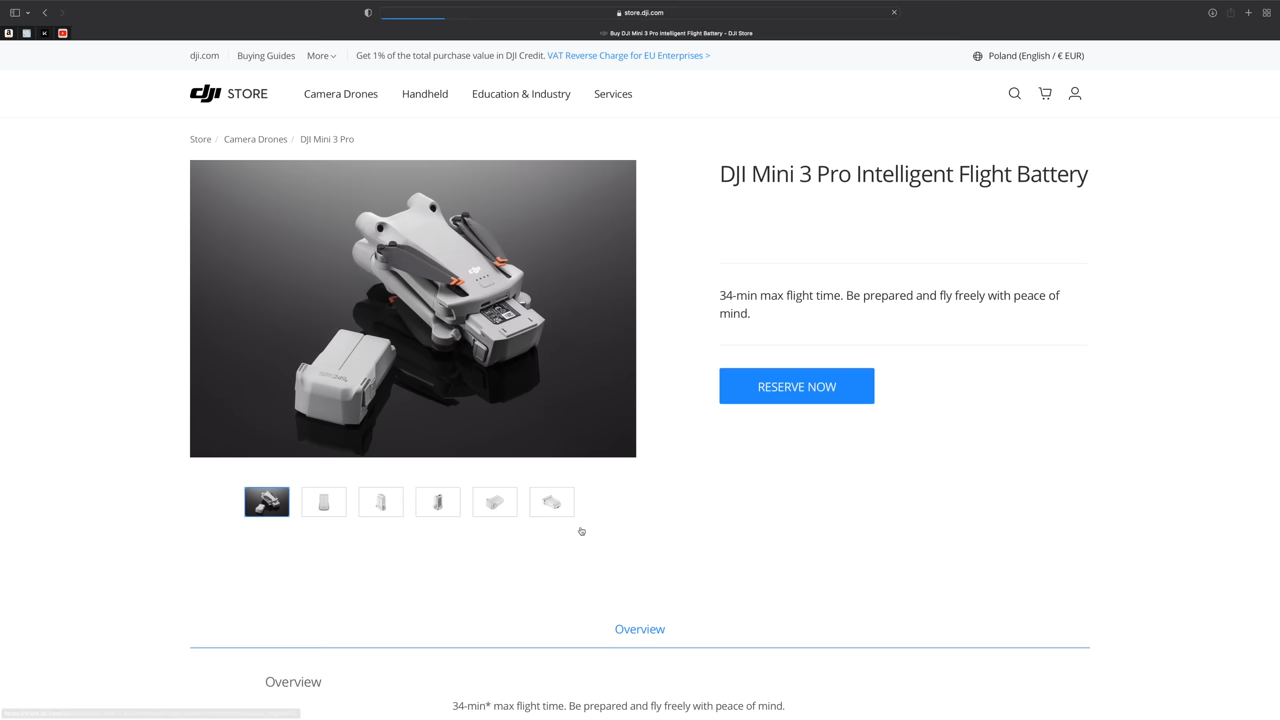 store.dji.com
Buy DJI Mini 3 Pro Intelligent Flight Battery - DJI Store
dji.com Buying Guides More Get 1% of the total purchase value in DJI Credit. VAT Reverse Charge for EU Enterprises > Poland (English / € EUR)
dji STORE Camera Drones Handheld Education & Industry Services
Store / Camera Drones / DJI Mini 3 Pro
DJI Mini 3 Pro Intelligent Flight Battery
34-min max flight time. Be prepared and fly freely with peace of
mind.
RESERVE NOW
Overview
Overview
34-min* max flight time. Be prepared and fly freely with peace of mind.